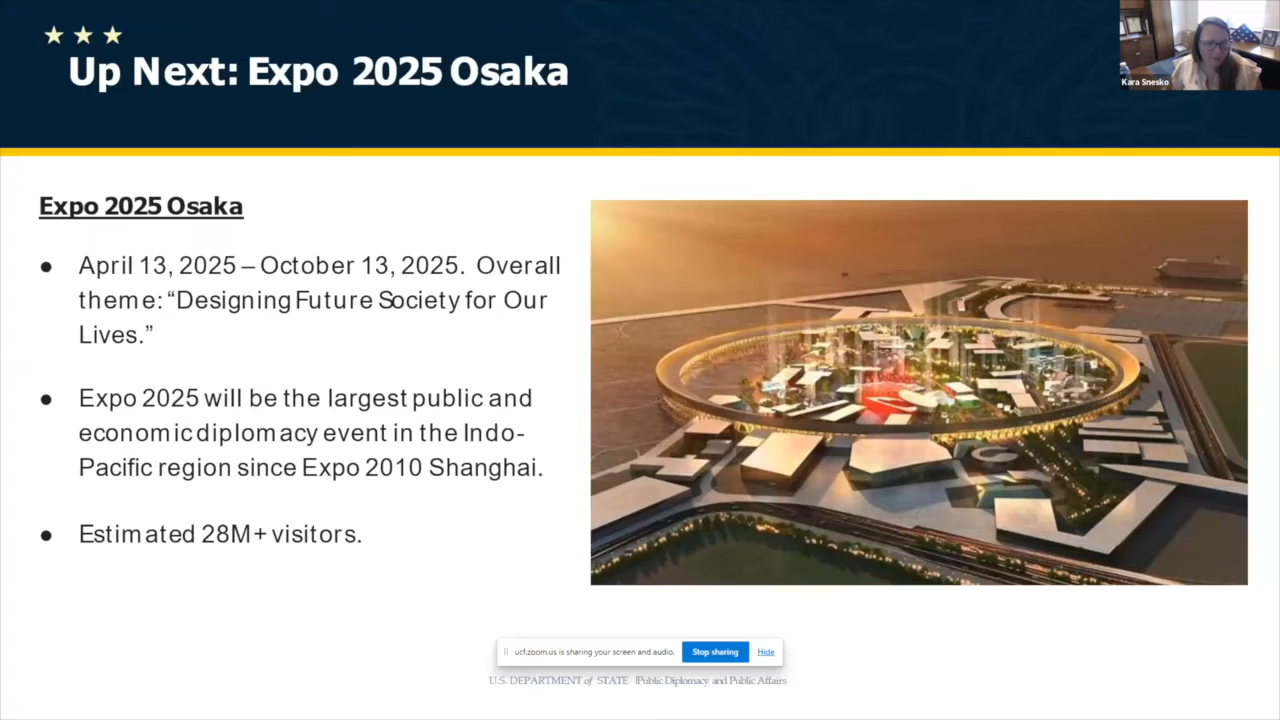 Up Next: Expo 2025 Osaka
Kara Snesko
Expo 2025 Osaka
● April 13, 2025 – October 13, 2025. Overall
theme: “Designing Future Society for Our
Lives.”
● Expo 2025 will be the largest public and
economic diplomacy event in the Indo-
Pacific region since Expo 2010 Shanghai.
● Estimated 28M+ visitors.
ucf.zoom.us is sharing your screen and audio. Stop sharing Hide
U.S. DEPARTMENT of STATE | Public Diplomacy and Public Affairs